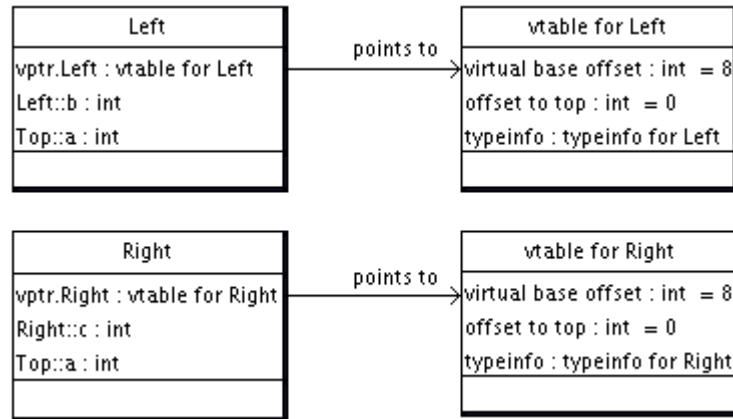 Left
vptr.Left : vtable for Left
Left::b : int
Top::a : int
points to
vtable for Left
virtual base offset : int = 8
offset to top : int = 0
typeinfo : typeinfo for Left
Right
vptr.Right : vtable for Right
Right::c : int
Top::a : int
points to
vtable for Right
virtual base offset : int = 8
offset to top : int = 0
typeinfo : typeinfo for Right